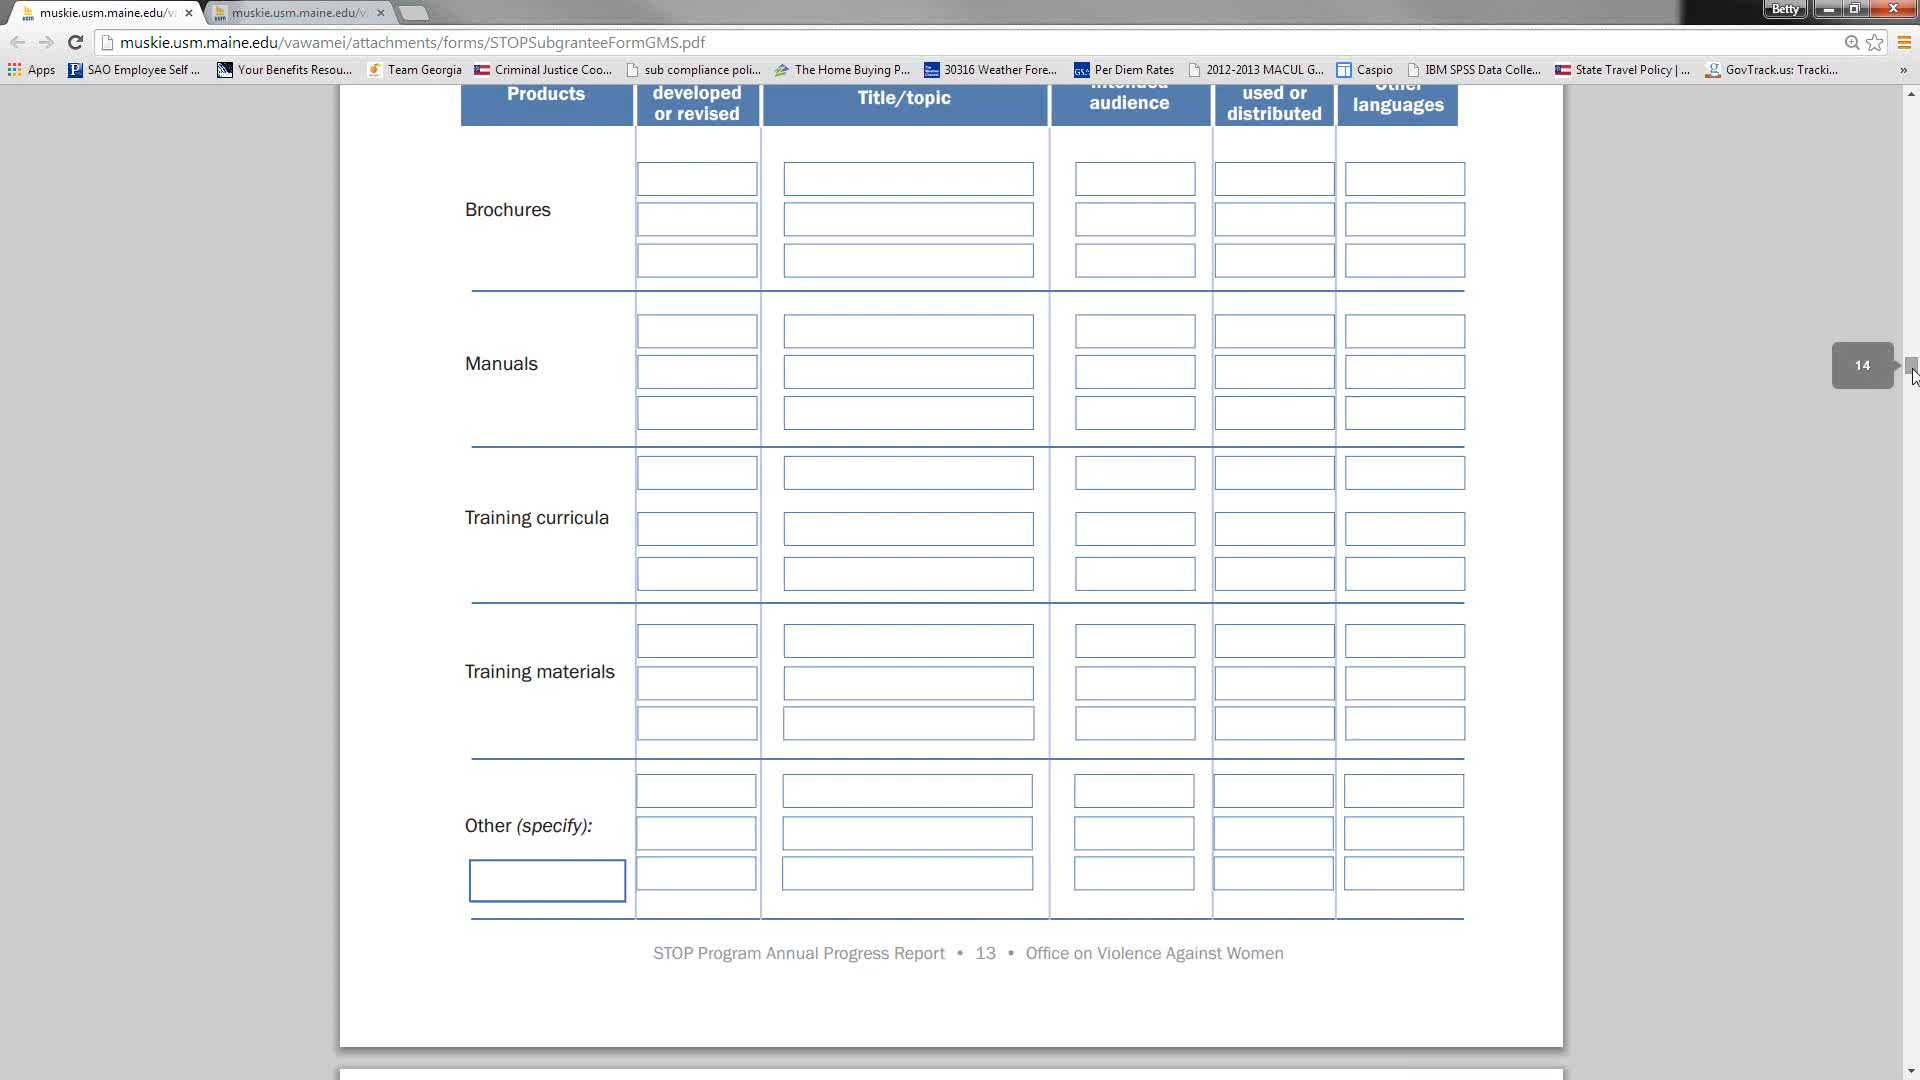 muskie.usm.maine.edu/va
muskie.usm.maine.edu/v
Betty
muskie.usm.maine.edu/vawamei/attachments/forms/STOPSubgranteeFormGMS.pdf
Apps
SAO Employee Self ...
Your Benefits Resou...
Team Georgia
Criminal Justice Coo...
sub compliance poli...
The Home Buying P...
30316 Weather Fore...
GSA
Per Diem Rates
2012-2013 MACUL G...
Caspio
IBM SPSS Data Colle...
State Travel Policy | ...
GovTrack.us: Tracki...
»
Products
developed
or revised
Title/topic
intended
audience
used or
distributed
other
languages
Brochures
Manuals
14
Training curricula
Training materials
Other (specify):
STOP Program Annual Progress Report • 13 • Office on Violence Against Women